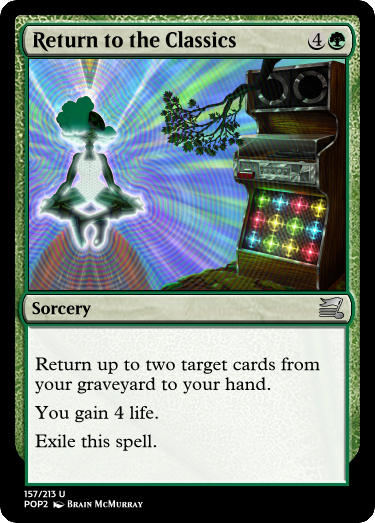 Return to the Classics 4
Sorcery
Return up to two target cards from
your graveyard to your hand.
You gain 4 life.
Exile this spell.
157/213 U
POP2 Brain McMurray